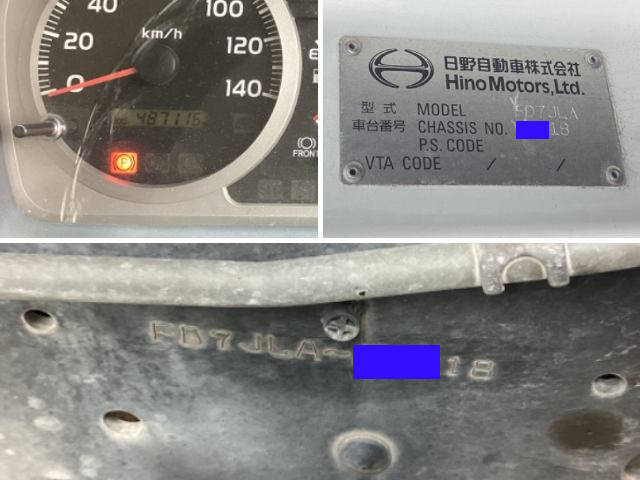 40
100
20
km/h
120
0
140
487116
P
FRONT
日野自動車株式会社
Hino Motors, Ltd.
型式 MODEL FD7JLA
車台番号 CHASSIS NO. 18
P.S. CODE
VTA CODE / /
FD7JLA-18